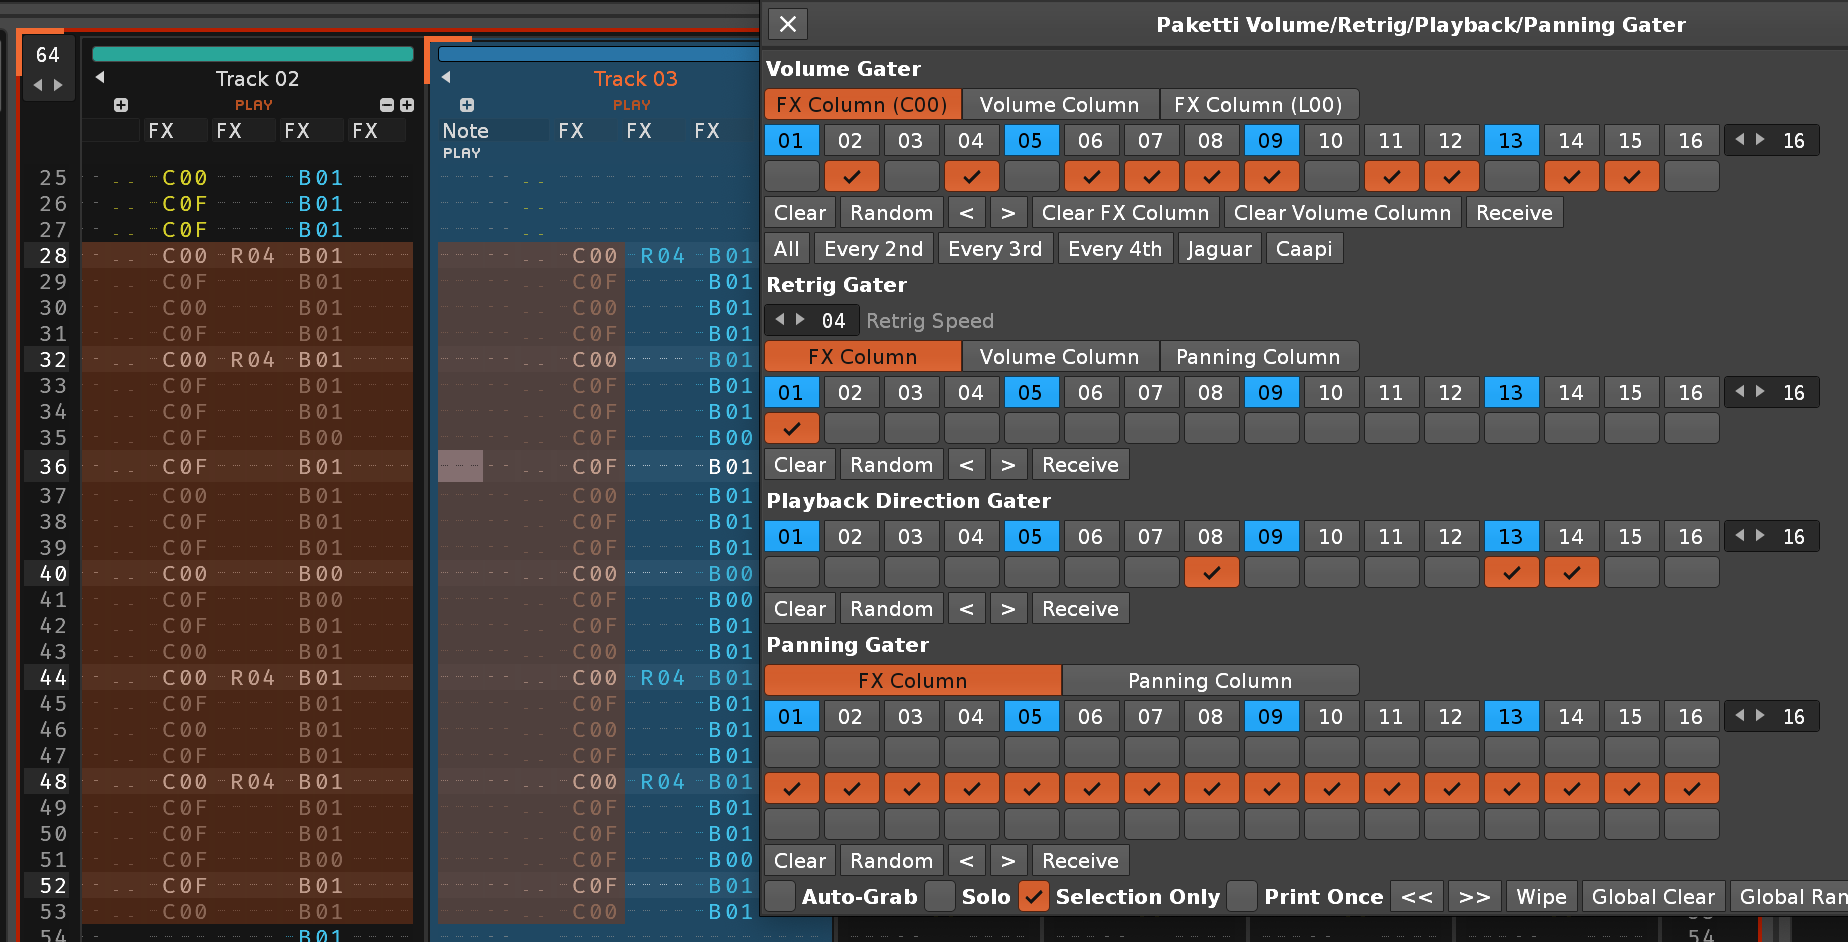 Paketti Volume/Retrig/Playback/Panning Gater
64
Track 02
Track 03
PLAY
PLAY
FX FX FX FX
Note FX FX FX
PLAY
25 C00 B01
26 C0F B01
27 C0F B01
28 C00 R04 B01 C00 R04 B01
29 C0F B01 C0F B01
30 C00 B01 C00 B01
31 C0F B01 C0F B01
32 C00 R04 B01 C00 B01
33 C0F B01 C0F B01
34 C0F B01 C0F B01
35 C0F B00 C0F B00
36 C0F B01 C0F B01
37 C00 B01 C00 B01
38 C0F B01 C0F B01
39 C0F B01 C0F B01
40 C00 B00 C00 B00
41 C0F B00 C0F B00
42 C0F B01 C0F B01
43 C00 B01 C00 B01
44 C00 R04 B01 C00 R04 B01
45 C0F B01 C0F B01
46 C00 B01 C00 B01
47 C0F B01 C0F B01
48 C00 R04 B01 C00 R04 B01
49 C0F B01 C0F B01
50 C0F B01 C0F B01
51 C0F B00 C0F B00
52 C0F B01 C0F B01
53 C00 B01 C00 B01
54 B01
Volume Gater
FX Column (C00) Volume Column FX Column (L00)
01 02 03 04 05 06 07 08 09 10 11 12 13 14 15 16 16
Clear Random < > Clear FX Column Clear Volume Column Receive
All Every 2nd Every 3rd Every 4th Jaguar Caapi
Retrig Gater
04 Retrig Speed
FX Column Volume Column Panning Column
01 02 03 04 05 06 07 08 09 10 11 12 13 14 15 16 16
Clear Random < > Receive
Playback Direction Gater
01 02 03 04 05 06 07 08 09 10 11 12 13 14 15 16 16
Clear Random < > Receive
Panning Gater
FX Column Panning Column
01 02 03 04 05 06 07 08 09 10 11 12 13 14 15 16 16
Clear Random < > Receive
Auto-Grab Solo Selection Only Print Once << >> Wipe Global Clear Global Ran
54